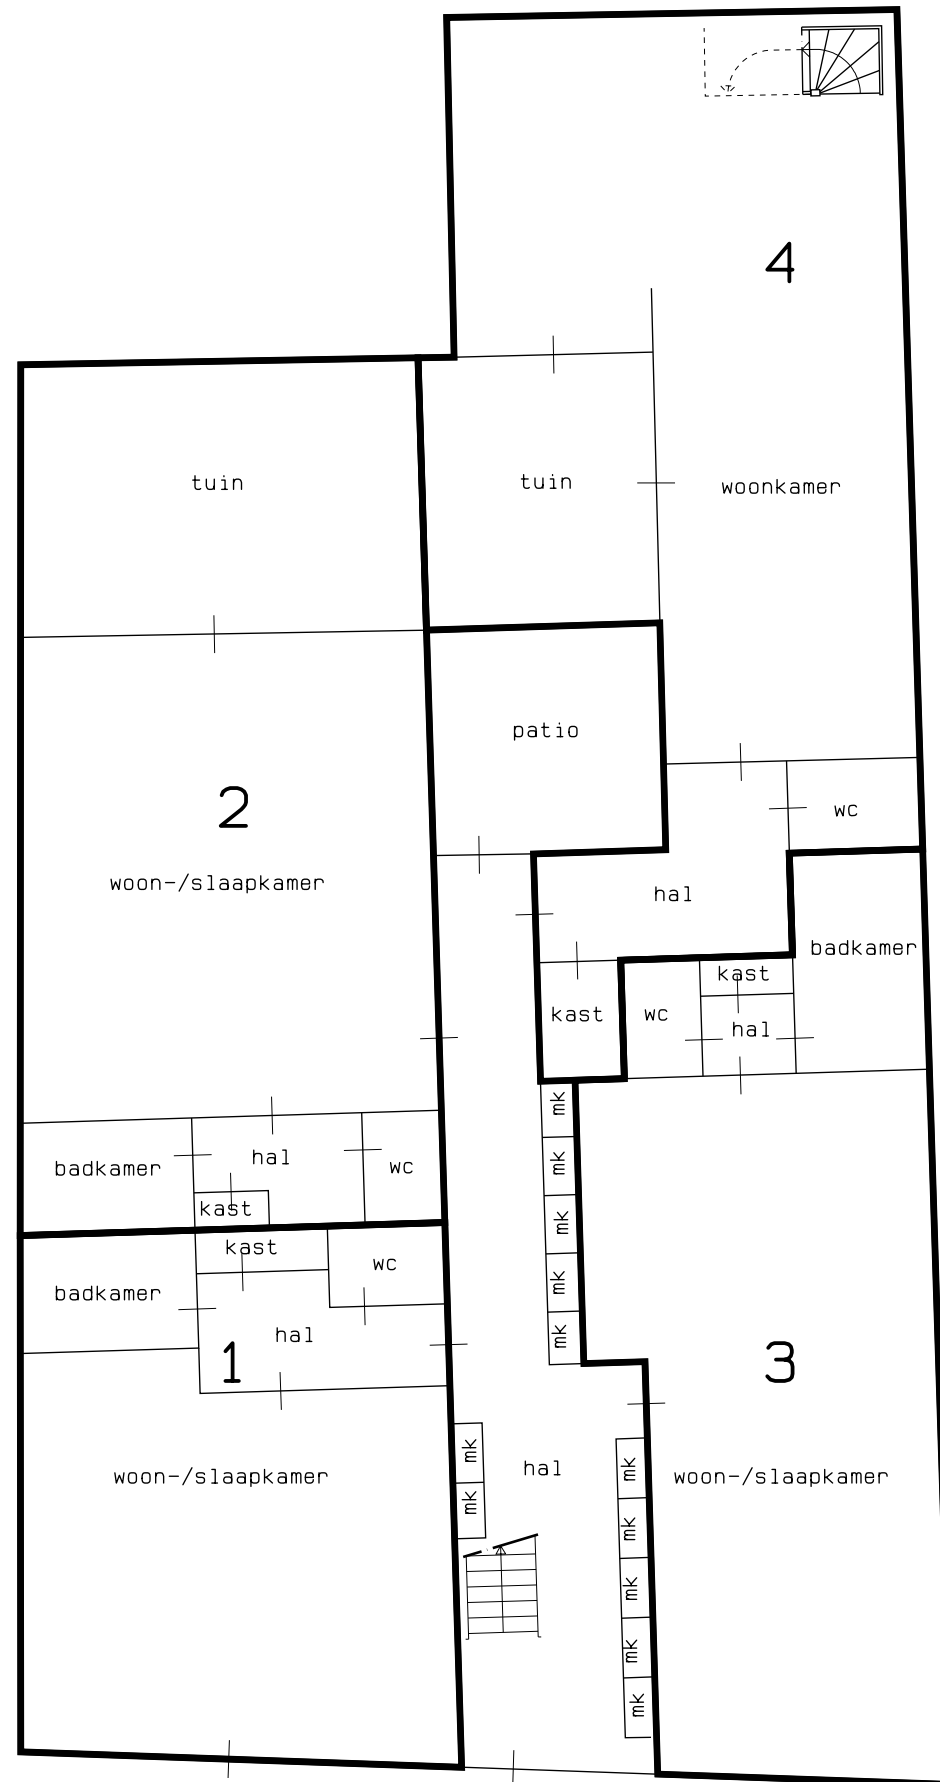 4
tuin
tuin
woonkamer
patio
2
wc
woon-/slaapkamer
hal
badkamer
kast
kast
wc
hal
mk
mk
badkamer
hal
wc
kast
mk
kast
wc
mk
badkamer
hal
mk
1
3
mk
hal
mk
woon-/slaapkamer
woon-/slaapkamer
mk
mk
mk
mk
mk